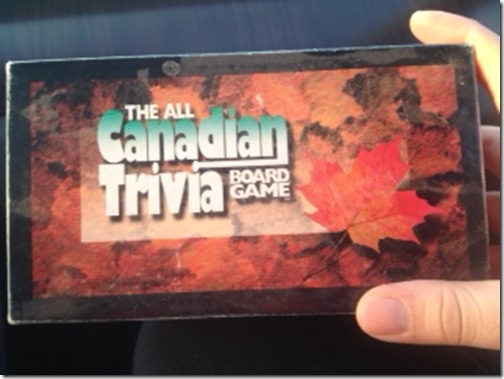 THE ALL
Canadian
Trivia BOARD
GAME